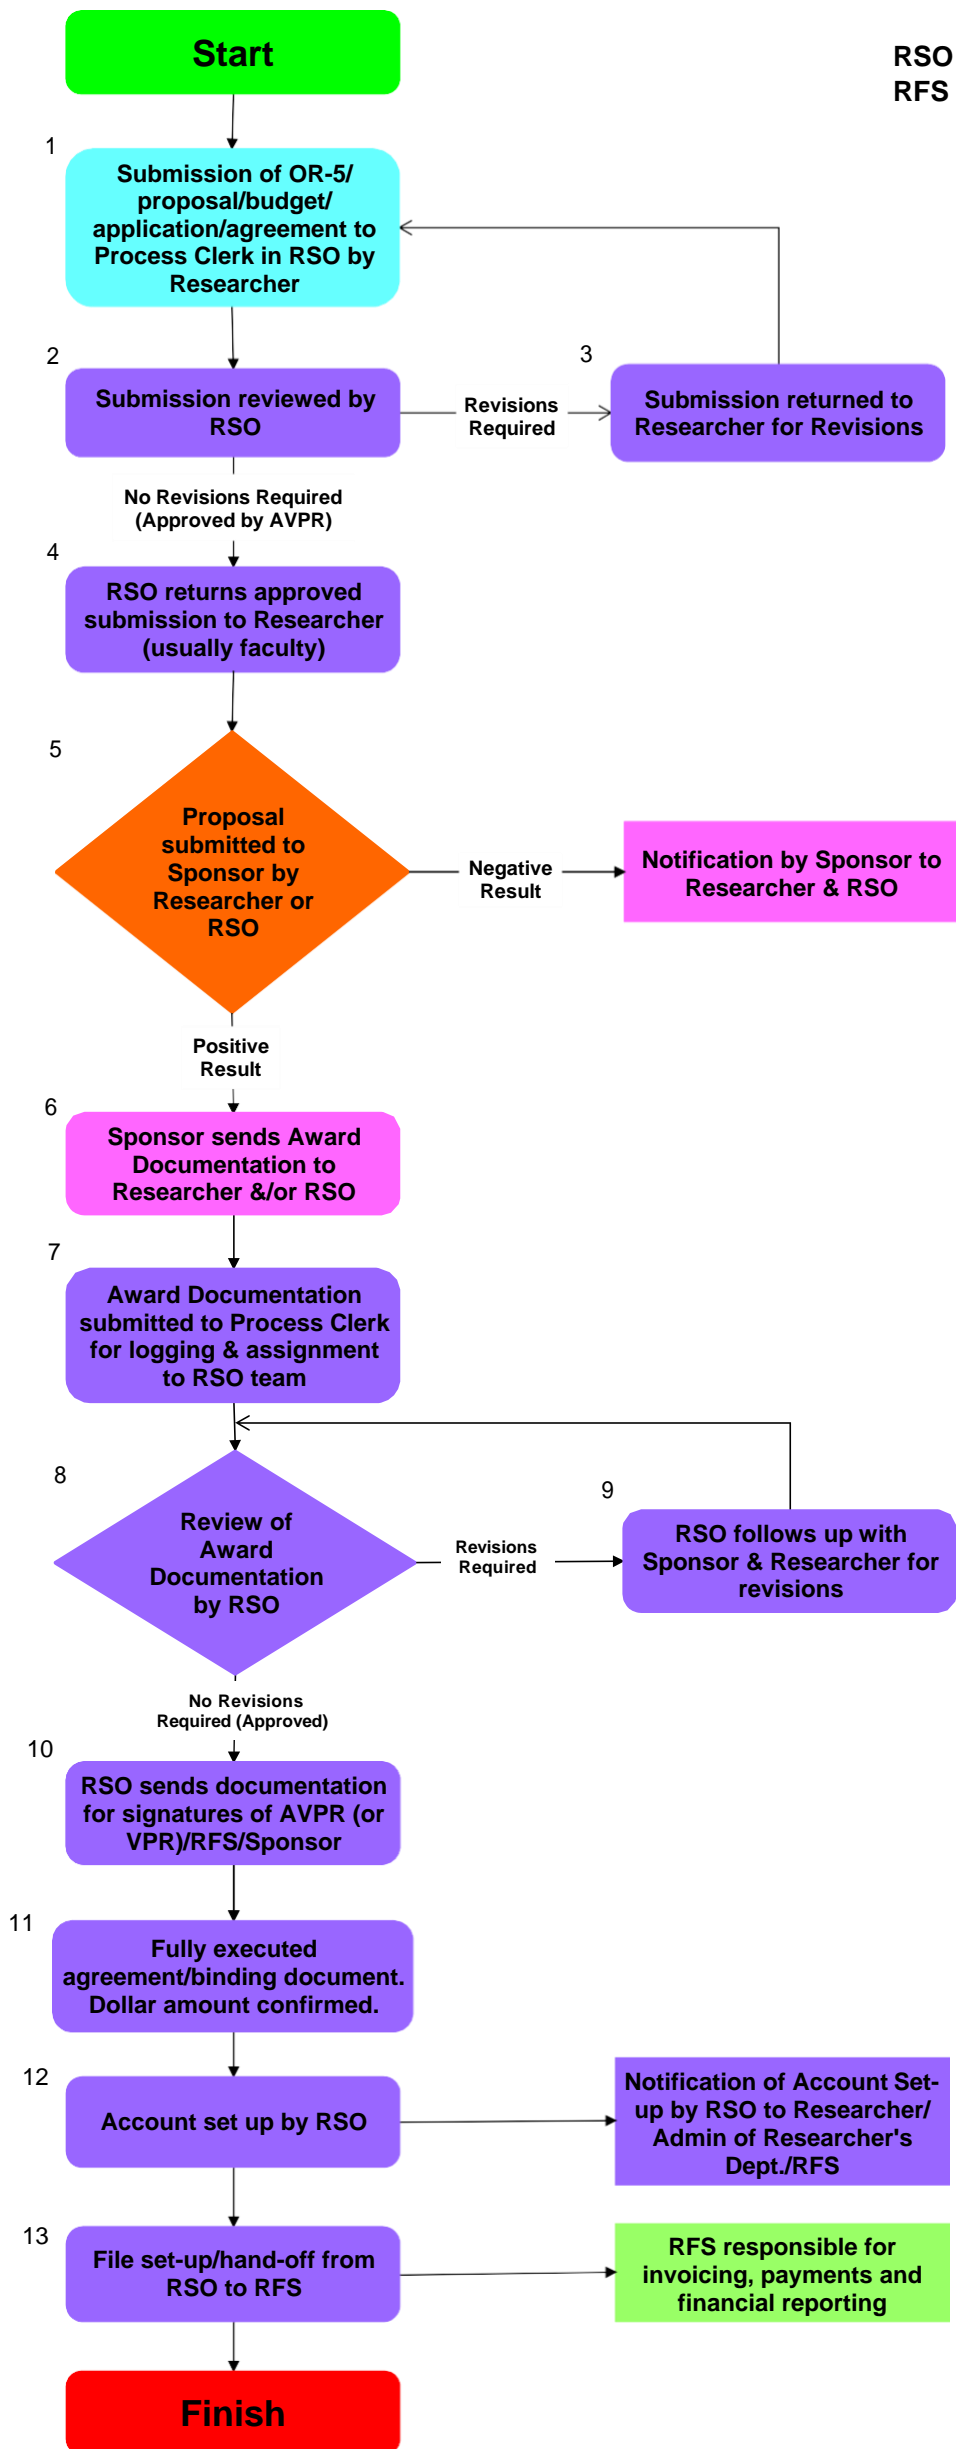 Start
RSO
RFS
1
Submission of OR-5/
proposal/budget/
application/agreement to
Process Clerk in RSO by
Researcher
2
Submission reviewed by
RSO
Revisions
Required
3
Submission returned to
Researcher for Revisions
No Revisions Required
(Approved by AVPR)
4
RSO returns approved
submission to Researcher
(usually faculty)
5
Proposal
submitted to
Sponsor by
Researcher or
RSO
Negative
Result
Notification by Sponsor to
Researcher & RSO
Positive
Result
6
Sponsor sends Award
Documentation to
Researcher &/or RSO
7
Award Documentation
submitted to Process Clerk
for logging & assignment
to RSO team
8
Review of
Award
Documentation
by RSO
Revisions
Required
9
RSO follows up with
Sponsor & Researcher for
revisions
No Revisions
Required (Approved)
10
RSO sends documentation
for signatures of AVPR (or
VPR)/RFS/Sponsor
11
Fully executed
agreement/binding document.
Dollar amount confirmed.
12
Account set up by RSO
Notification of Account Set-
up by RSO to Researcher/
Admin of Researcher's
Dept./RFS
13
File set-up/hand-off from
RSO to RFS
RFS responsible for
invoicing, payments and
financial reporting
Finish